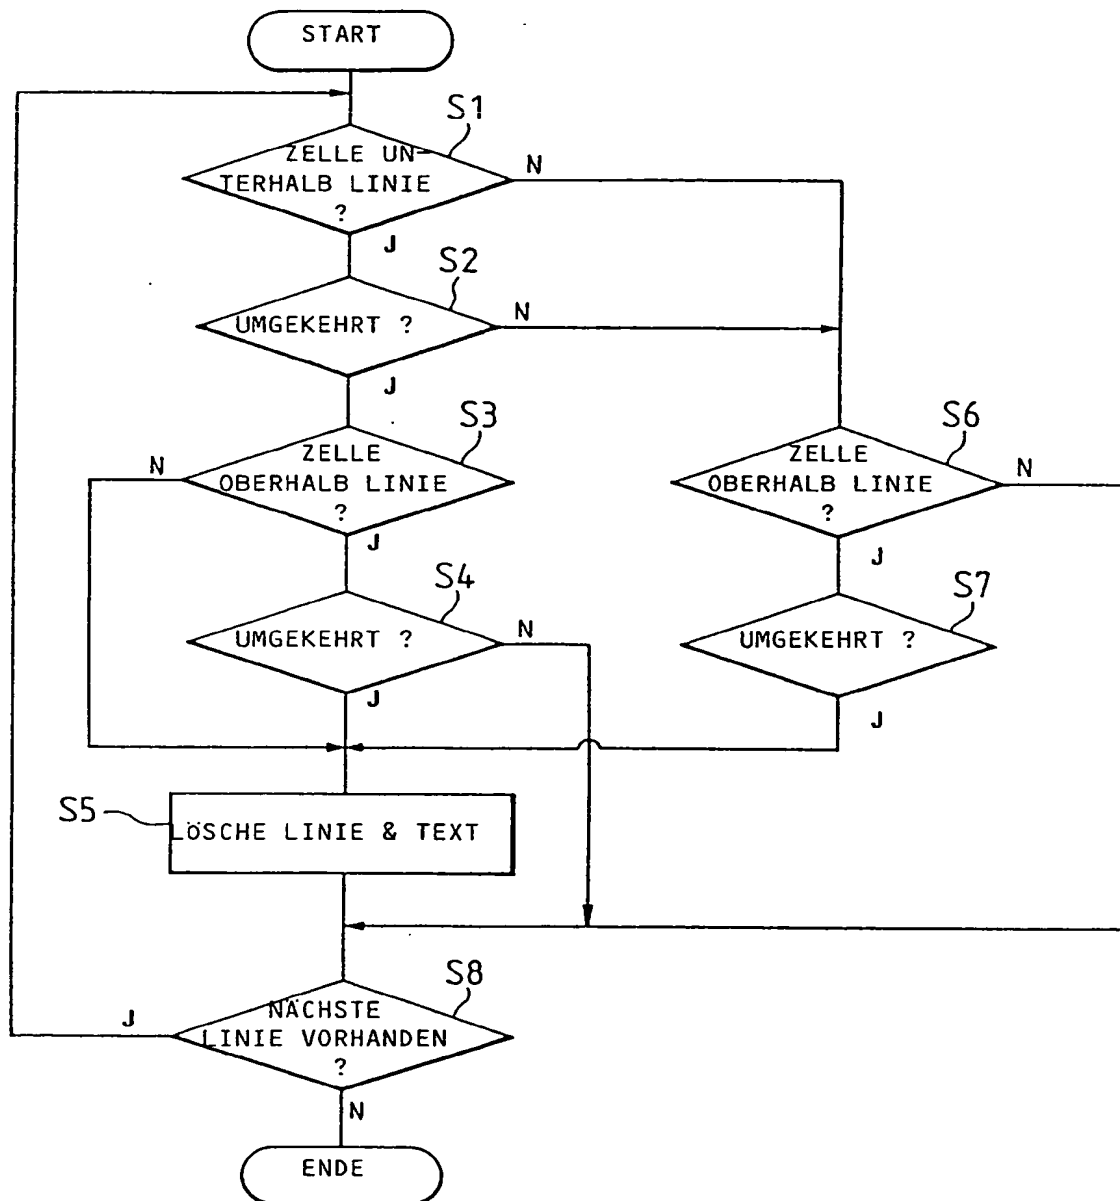 START
S1
ZELLE UN-
TERHALB LINIE
?
N
J
S2
UMGEKEHRT ?
N
J
S3
ZELLE
OBERHALB LINIE
?
N
J
S6
ZELLE
OBERHALB LINIE
?
N
J
S4
UMGEKEHRT ?
N
J
S7
UMGEKEHRT ?
J
S5
LÖSCHE LINIE & TEXT
S8
NÄCHSTE
LINIE VORHANDEN
?
J
N
ENDE